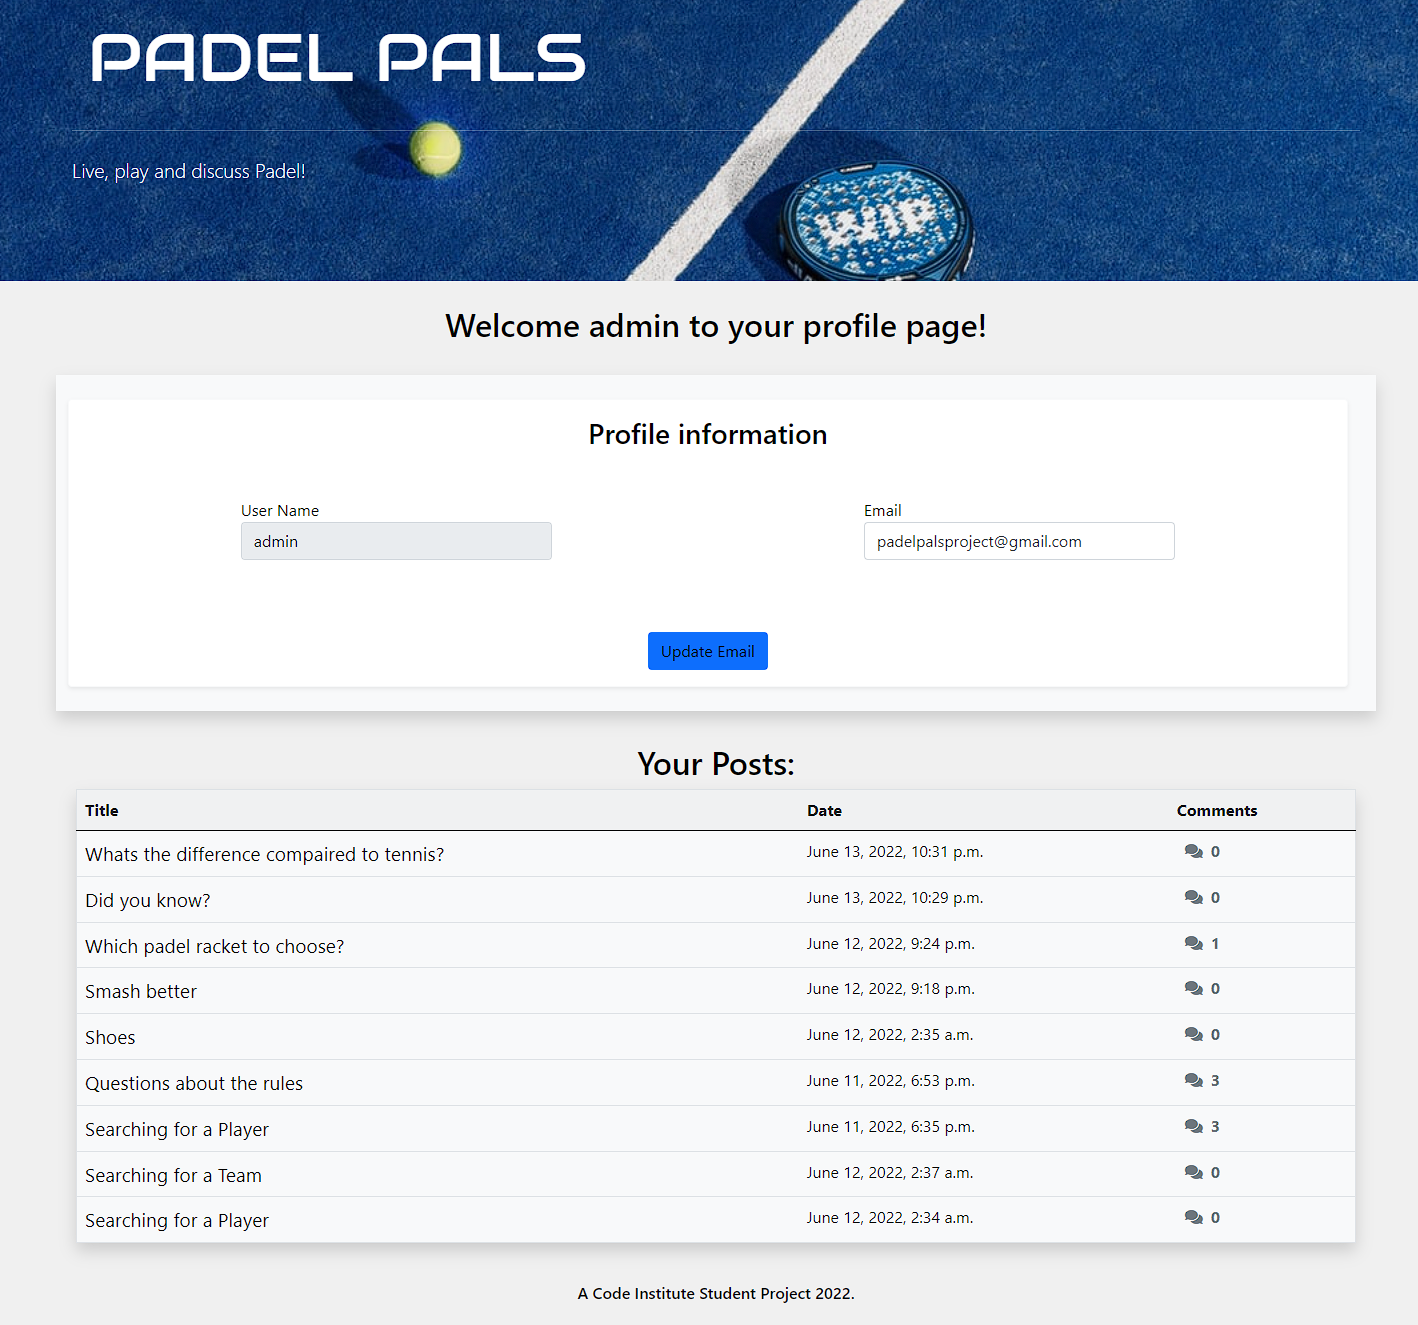 PADEL PALS
Live, play and discuss Padel!
WIP
Welcome admin to your profile page!
Profile information
User Name
Email
admin
padelpalsproject@gmail.com
Update Email
Your Posts:
Title Date Comments
Whats the difference compaired to tennis? June 13, 2022, 10:31 p.m. 0
Did you know? June 13, 2022, 10:29 p.m. 0
Which padel racket to choose? June 12, 2022, 9:24 p.m. 1
Smash better June 12, 2022, 9:18 p.m. 0
Shoes June 12, 2022, 2:35 a.m. 0
Questions about the rules June 11, 2022, 6:53 p.m. 3
Searching for a Player June 11, 2022, 6:35 p.m. 3
Searching for a Team June 12, 2022, 2:37 a.m. 0
Searching for a Player June 12, 2022, 2:34 a.m. 0
A Code Institute Student Project 2022.